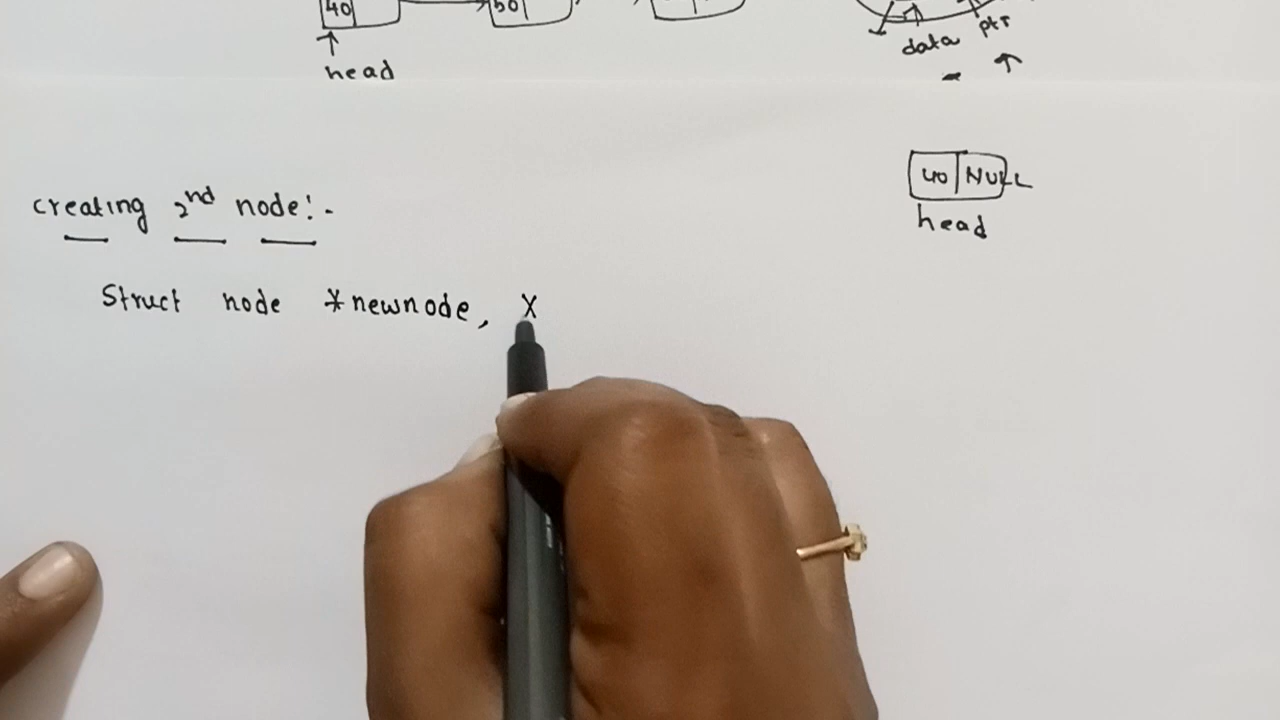 40 50
head
data ptr
40 NULL
head
creating 2nd node:-
Struct node *newnode, *